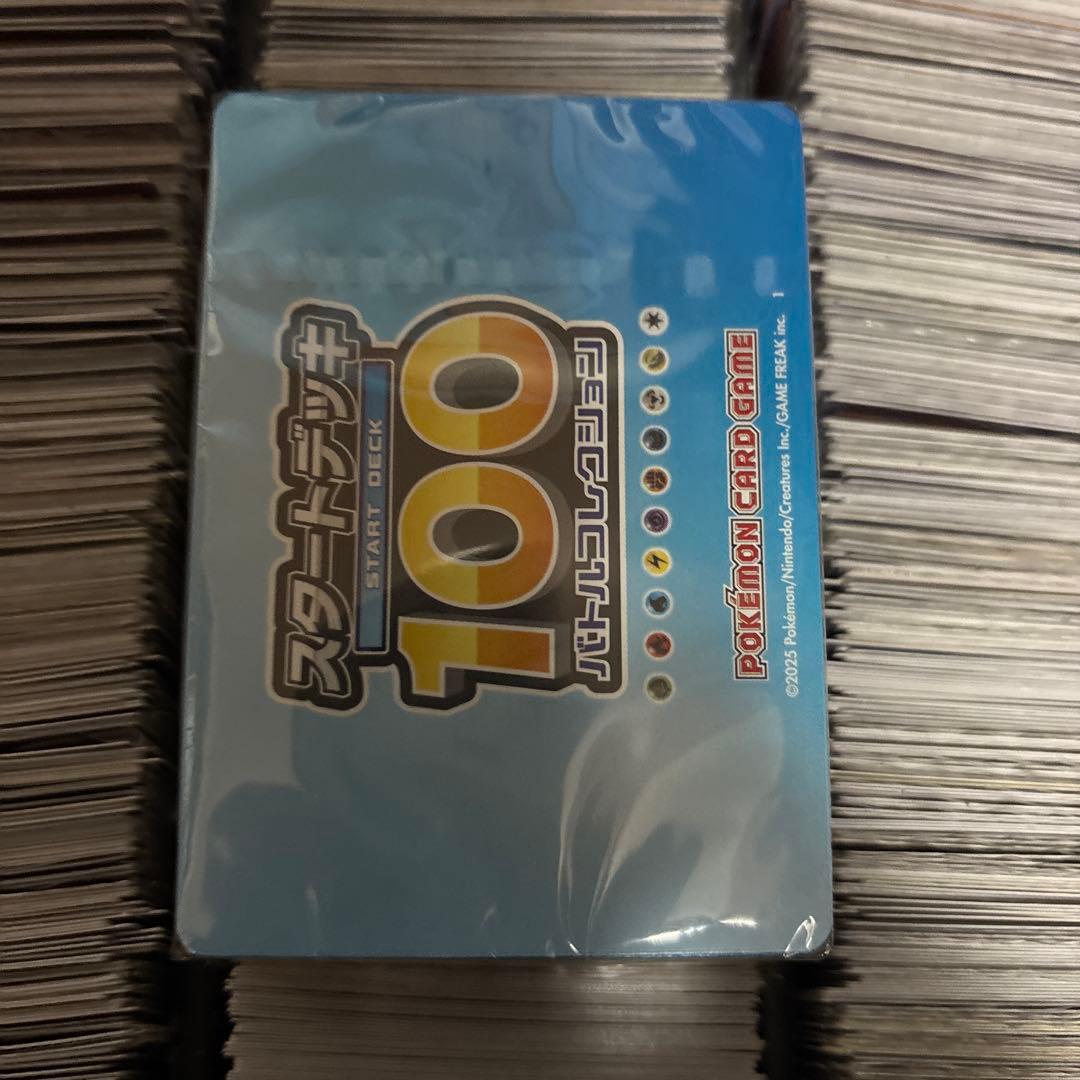 スタートデッキ
START DECK
100
バトルコレクション
POKÉMON CARD GAME
©2025 Pokémon/Nintendo/Creatures Inc./GAME FREAK inc. 1